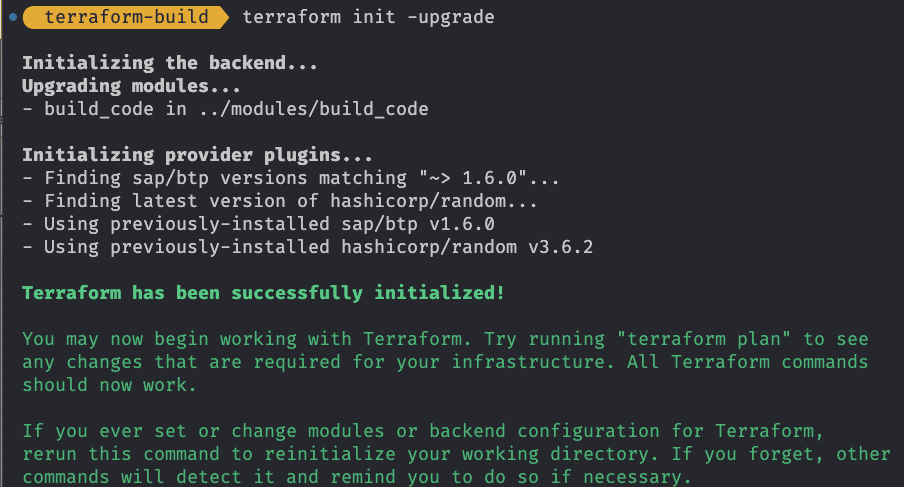 terraform-build terraform init -upgrade
Initializing the backend...
Upgrading modules...
- build_code in ../modules/build_code
Initializing provider plugins...
- Finding sap/btp versions matching "~> 1.6.0"...
- Finding latest version of hashicorp/random...
- Using previously-installed sap/btp v1.6.0
- Using previously-installed hashicorp/random v3.6.2
Terraform has been successfully initialized!
You may now begin working with Terraform. Try running "terraform plan" to see
any changes that are required for your infrastructure. All Terraform commands
should now work.
If you ever set or change modules or backend configuration for Terraform,
rerun this command to reinitialize your working directory. If you forget, other
commands will detect it and remind you to do so if necessary.